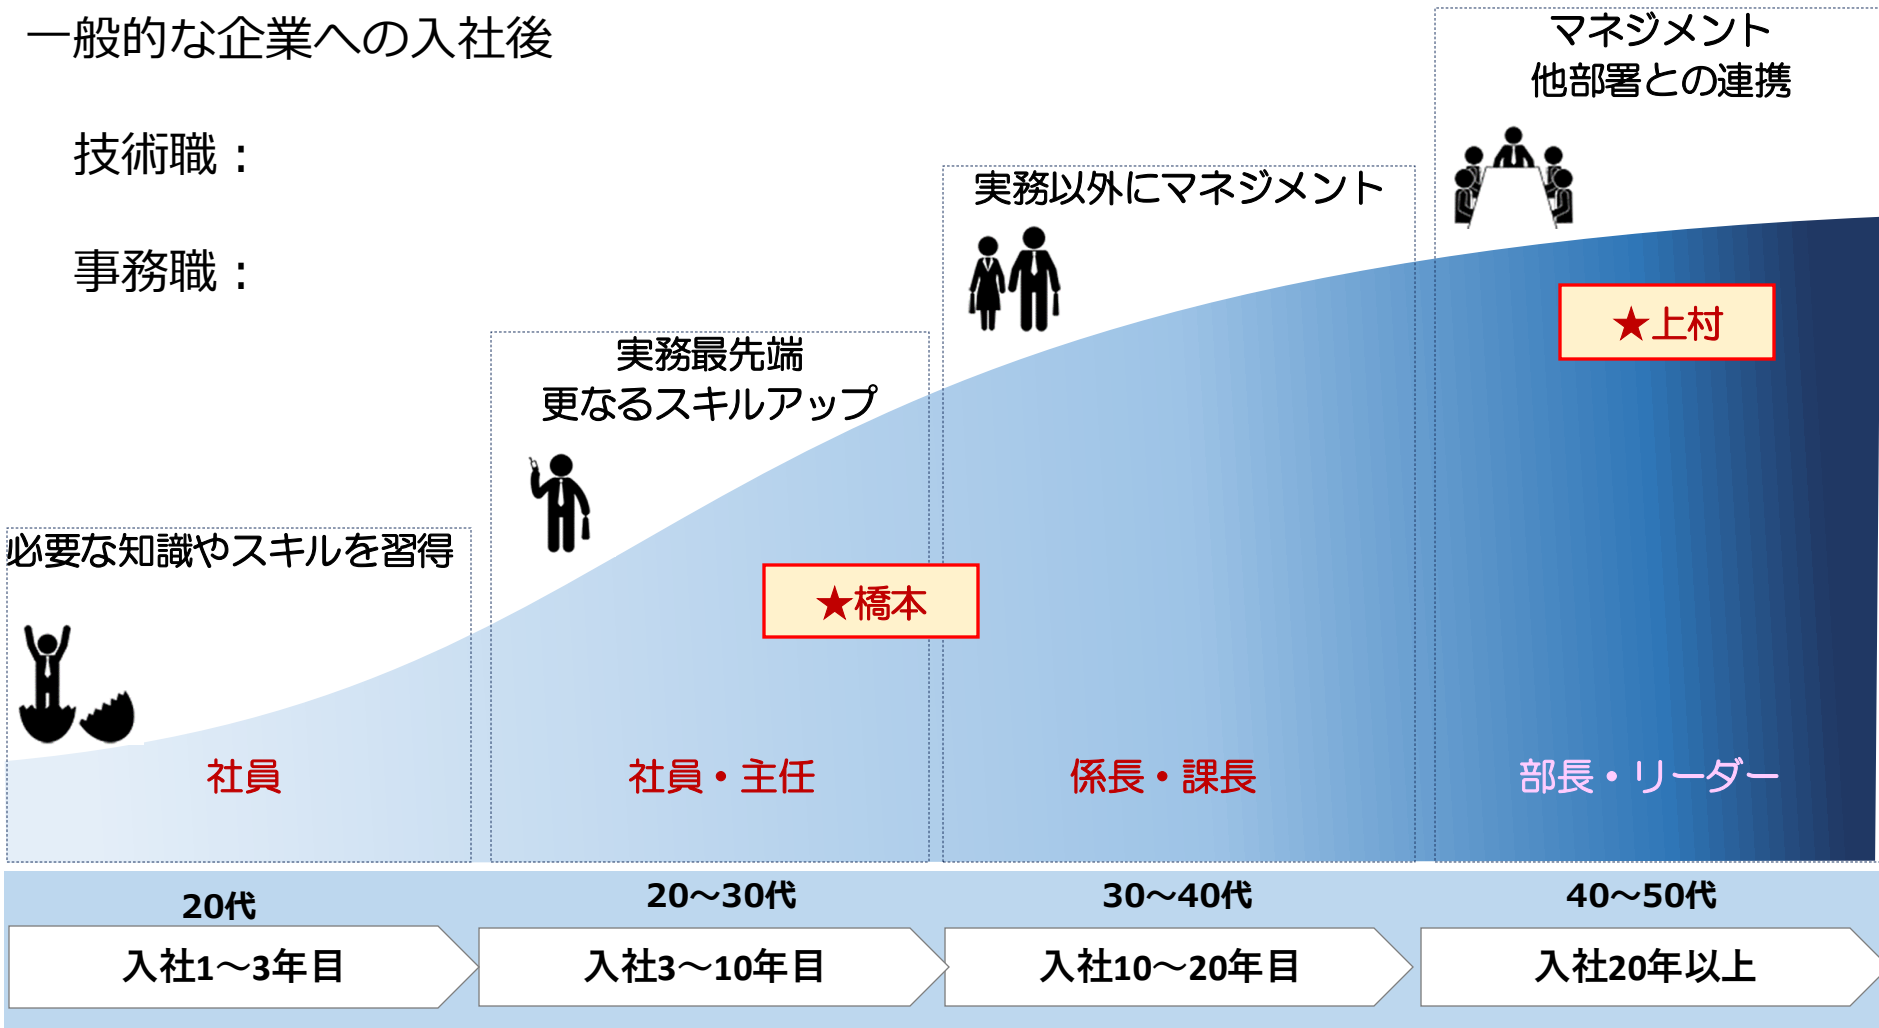 一般的な企業への入社後
技術職：
事務職：
マネジメント
他部署との連携
実務以外にマネジメント
実務最先端
更なるスキルアップ
必要な知識やスキルを習得
★上村
★橋本
社員
社員・主任
係長・課長
部長・リーダー
20代
20～30代
30～40代
40～50代
入社1～3年目
入社3～10年目
入社10～20年目
入社20年以上